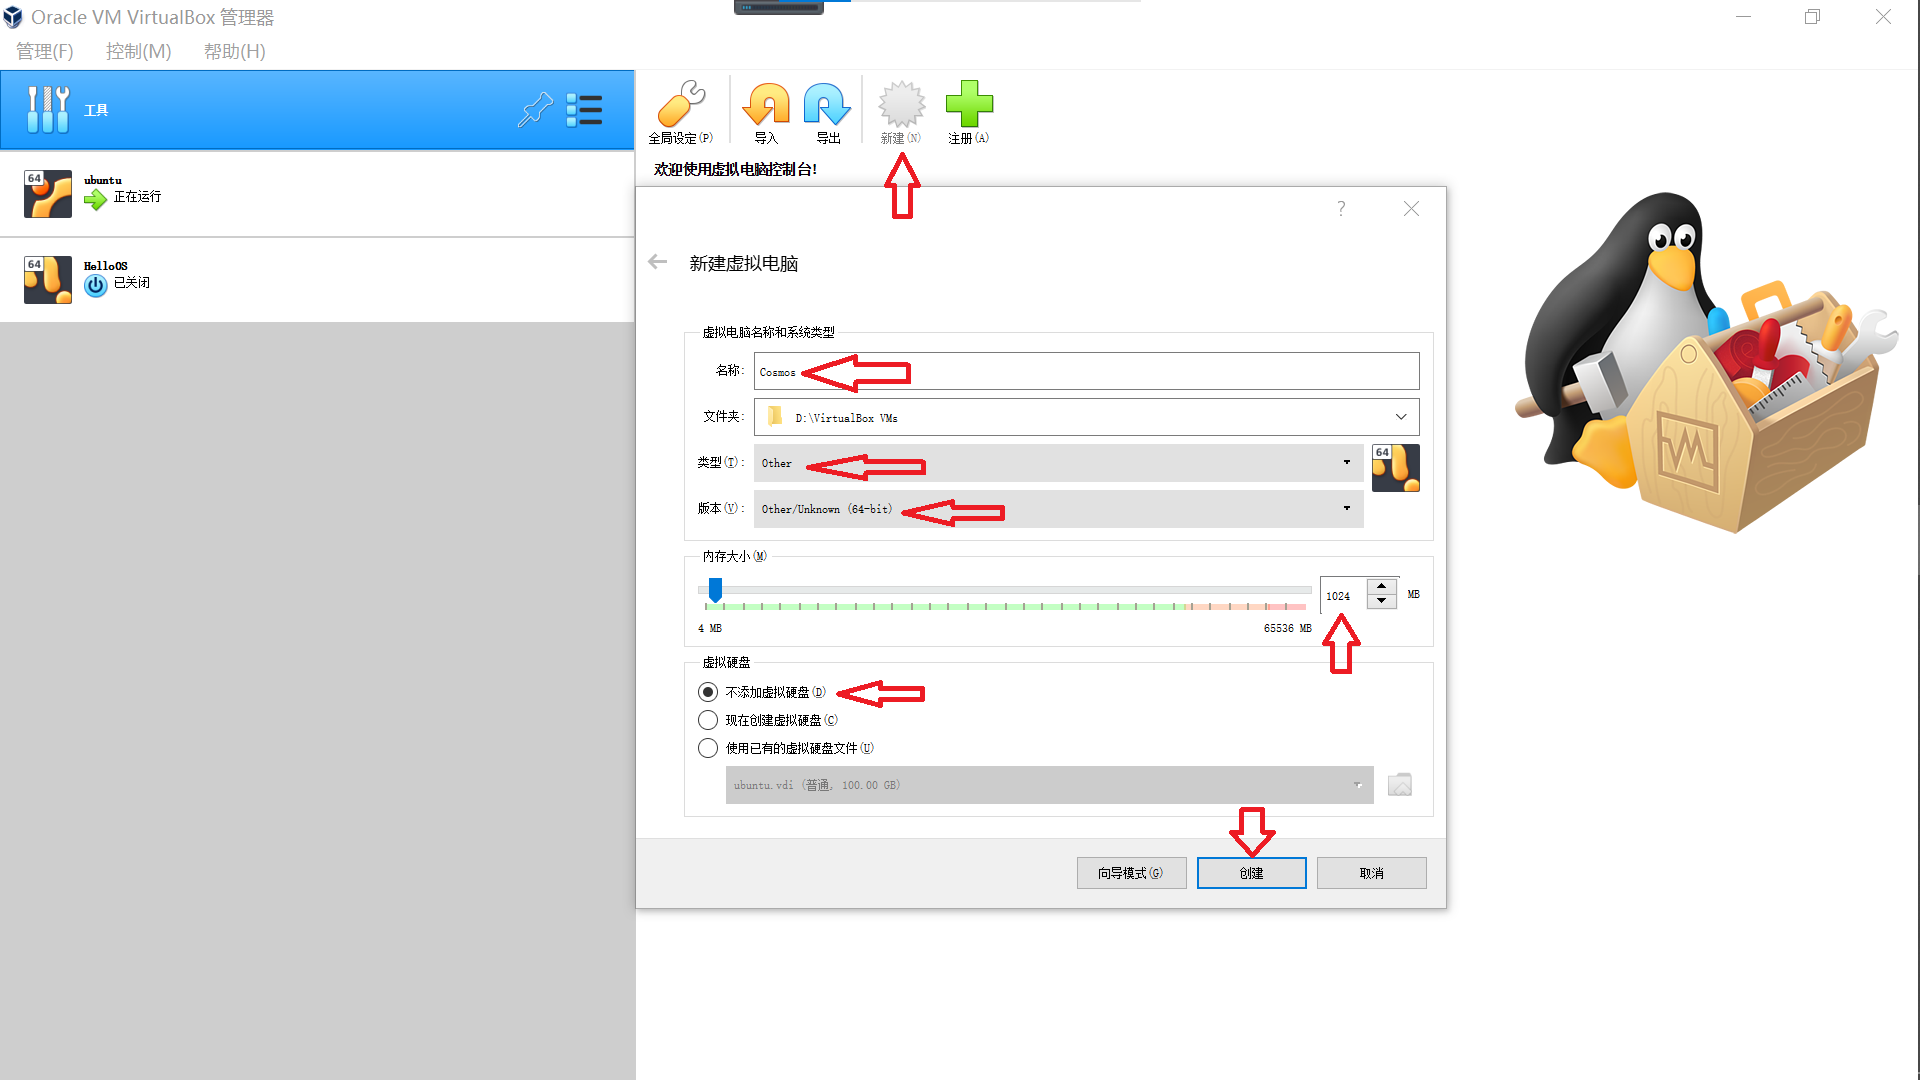 Oracle VM VirtualBox 管理器
管理(F) 控制(M) 帮助(H)
工具
全局设定(P) 导入 导出 新建(N) 注册(A)
欢迎使用虚拟电脑控制台!
64 ubuntu
正在运行
64 HelloOS
已关闭
?
新建虚拟电脑
虚拟电脑名称和系统类型
名称: Cosmos
文件夹: D:\VirtualBox VMs
类型(T): Other
64
版本(V): Other/Unknown (64-bit)
内存大小(M)
1024 MB
4 MB 65536 MB
虚拟硬盘
不添加虚拟硬盘(D)
现在创建虚拟硬盘(C)
使用已有的虚拟硬盘文件(U)
ubuntu.vdi (普通, 100.00 GB)
向导模式(G) 创建 取消